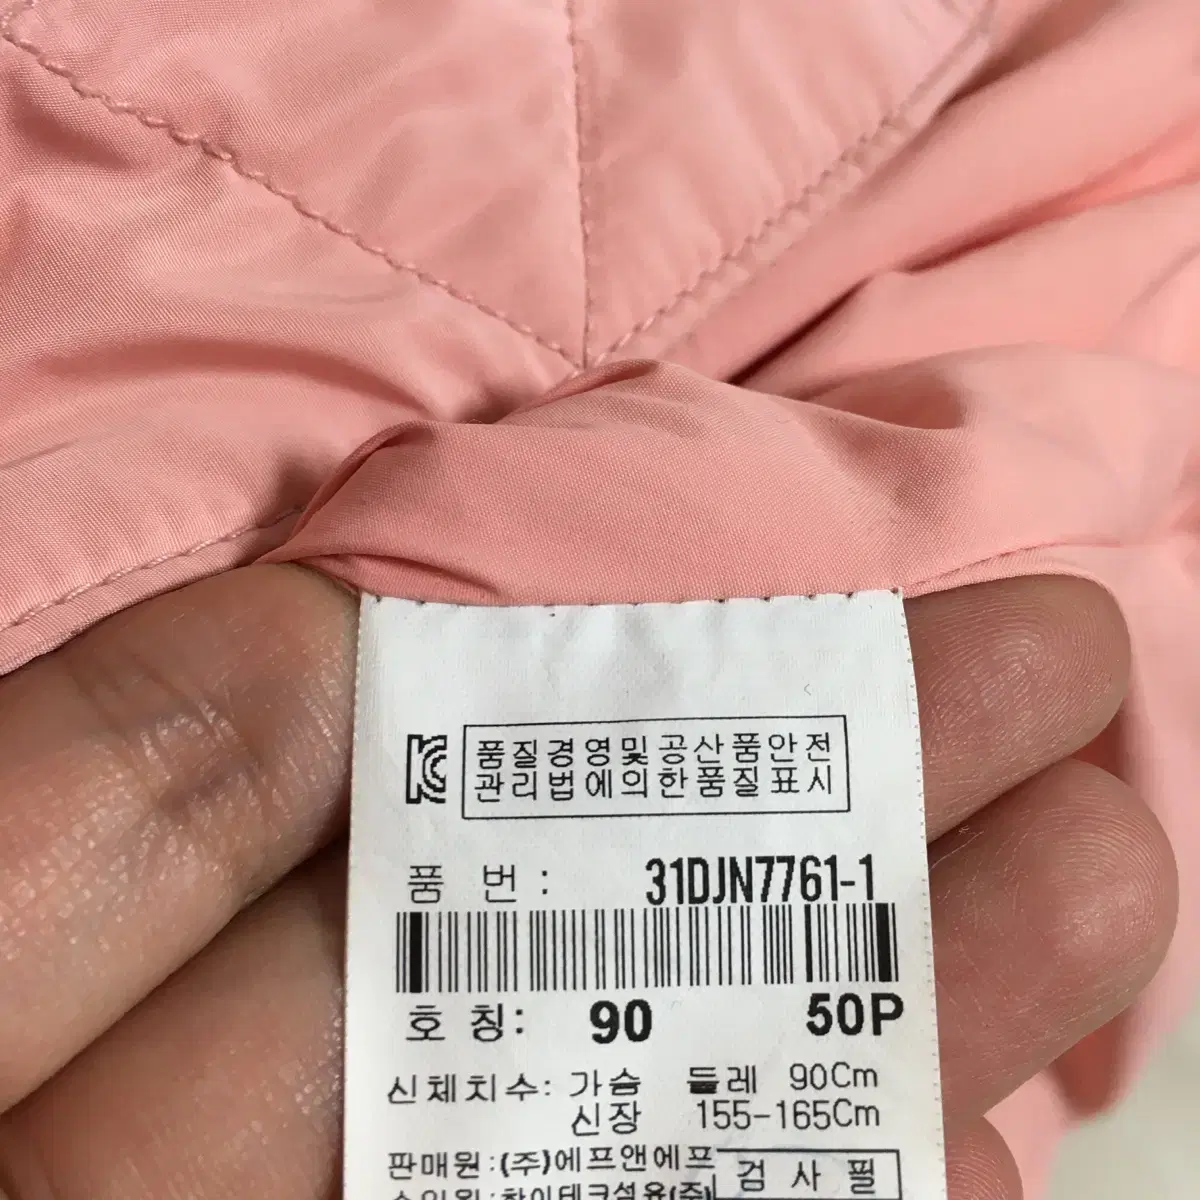 KC 품질경영및공산품안전
관리법에의한품질표시
품 번 : 31DJN7761-1
호 칭: 90 50P
신체치수: 가슴 둘레 90Cm
신장 155-165Cm
판매원:(주)에프앤에프
검 사 필